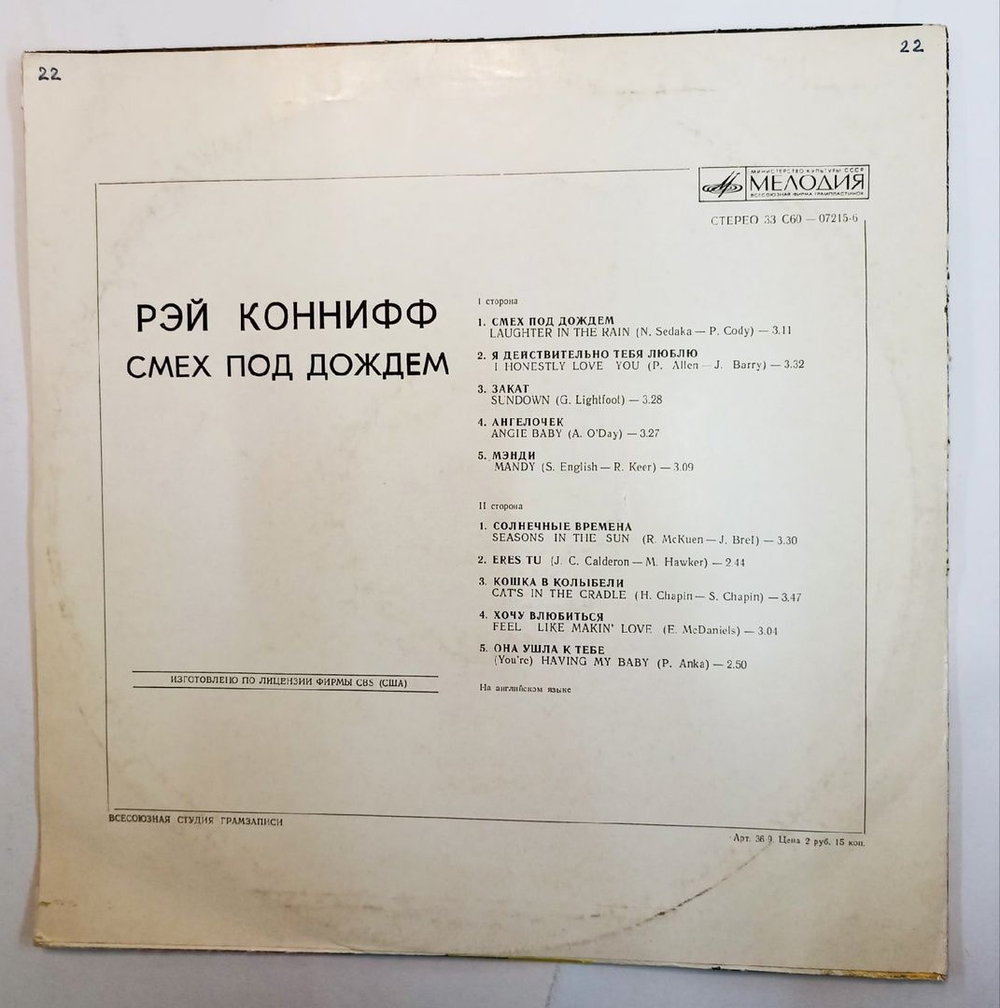 22
22
МИНИСТЕРСТВО КУЛЬТУРЫ СССР
МЕЛОДИЯ
ВСЕСОЮЗНАЯ ФИРМА ГРАМПЛАСТИНОК
СТЕРЕО 33 С60 — 07215-6
РЭЙ КОННИФФ
СМЕХ ПОД ДОЖДЕМ
I сторона
1. СМЕХ ПОД ДОЖДЕМ
LAUGHTER IN THE RAIN (N. Sedaka — P. Cody) — 3.11
2. Я ДЕЙСТВИТЕЛЬНО ТЕБЯ ЛЮБЛЮ
I HONESTLY LOVE YOU (P. Allen — J. Barry) — 3.32
3. ЗАКАТ
SUNDOWN (G. Lightfoot) — 3.28
4. АНГЕЛОЧЕК
ANGIE BABY (A. O'Day) — 3.27
5. МЭНДИ
MANDY (S. English — R. Keer) — 3.09
II сторона
1. СОЛНЕЧНЫЕ ВРЕМЕНА
SEASONS IN THE SUN (R. McKuen — J. Brel) — 3.30
2. ERES TU (J. C. Calderon — M. Hawker) — 2.44
3. КОШКА В КОЛЫБЕЛИ
CAT'S IN THE CRADLE (H. Chapin — S. Chapin) — 3.47
4. ХОЧУ ВЛЮБИТЬСЯ
FEEL LIKE MAKIN' LOVE (E. McDaniels) — 3.04
5. ОНА УШЛА К ТЕБЕ
(You're) HAVING MY BABY (P. Anka) — 2.50
На английском языке
ИЗГОТОВЛЕНО ПО ЛИЦЕНЗИИ ФИРМЫ CBS (США)
ВСЕСОЮЗНАЯ СТУДИЯ ГРАМЗАПИСИ
Арт. 36-9. Цена 2 руб. 15 коп.